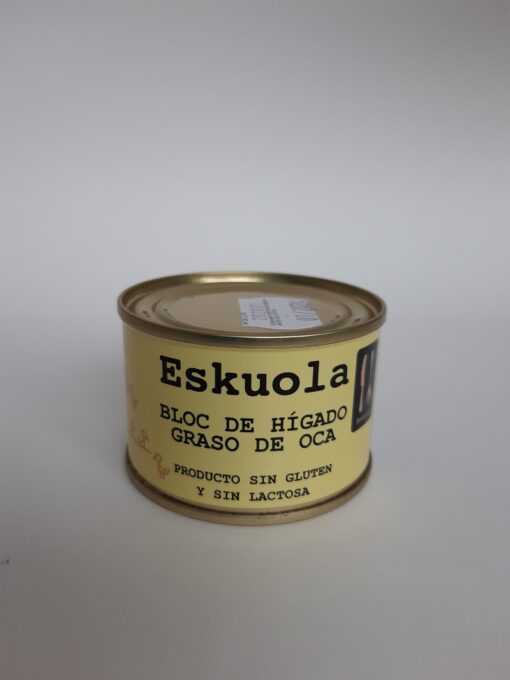 Eskuola
BLOC DE HÍGADO
GRASO DE OCA
PRODUCTO SIN GLUTEN
Y SIN LACTOSA